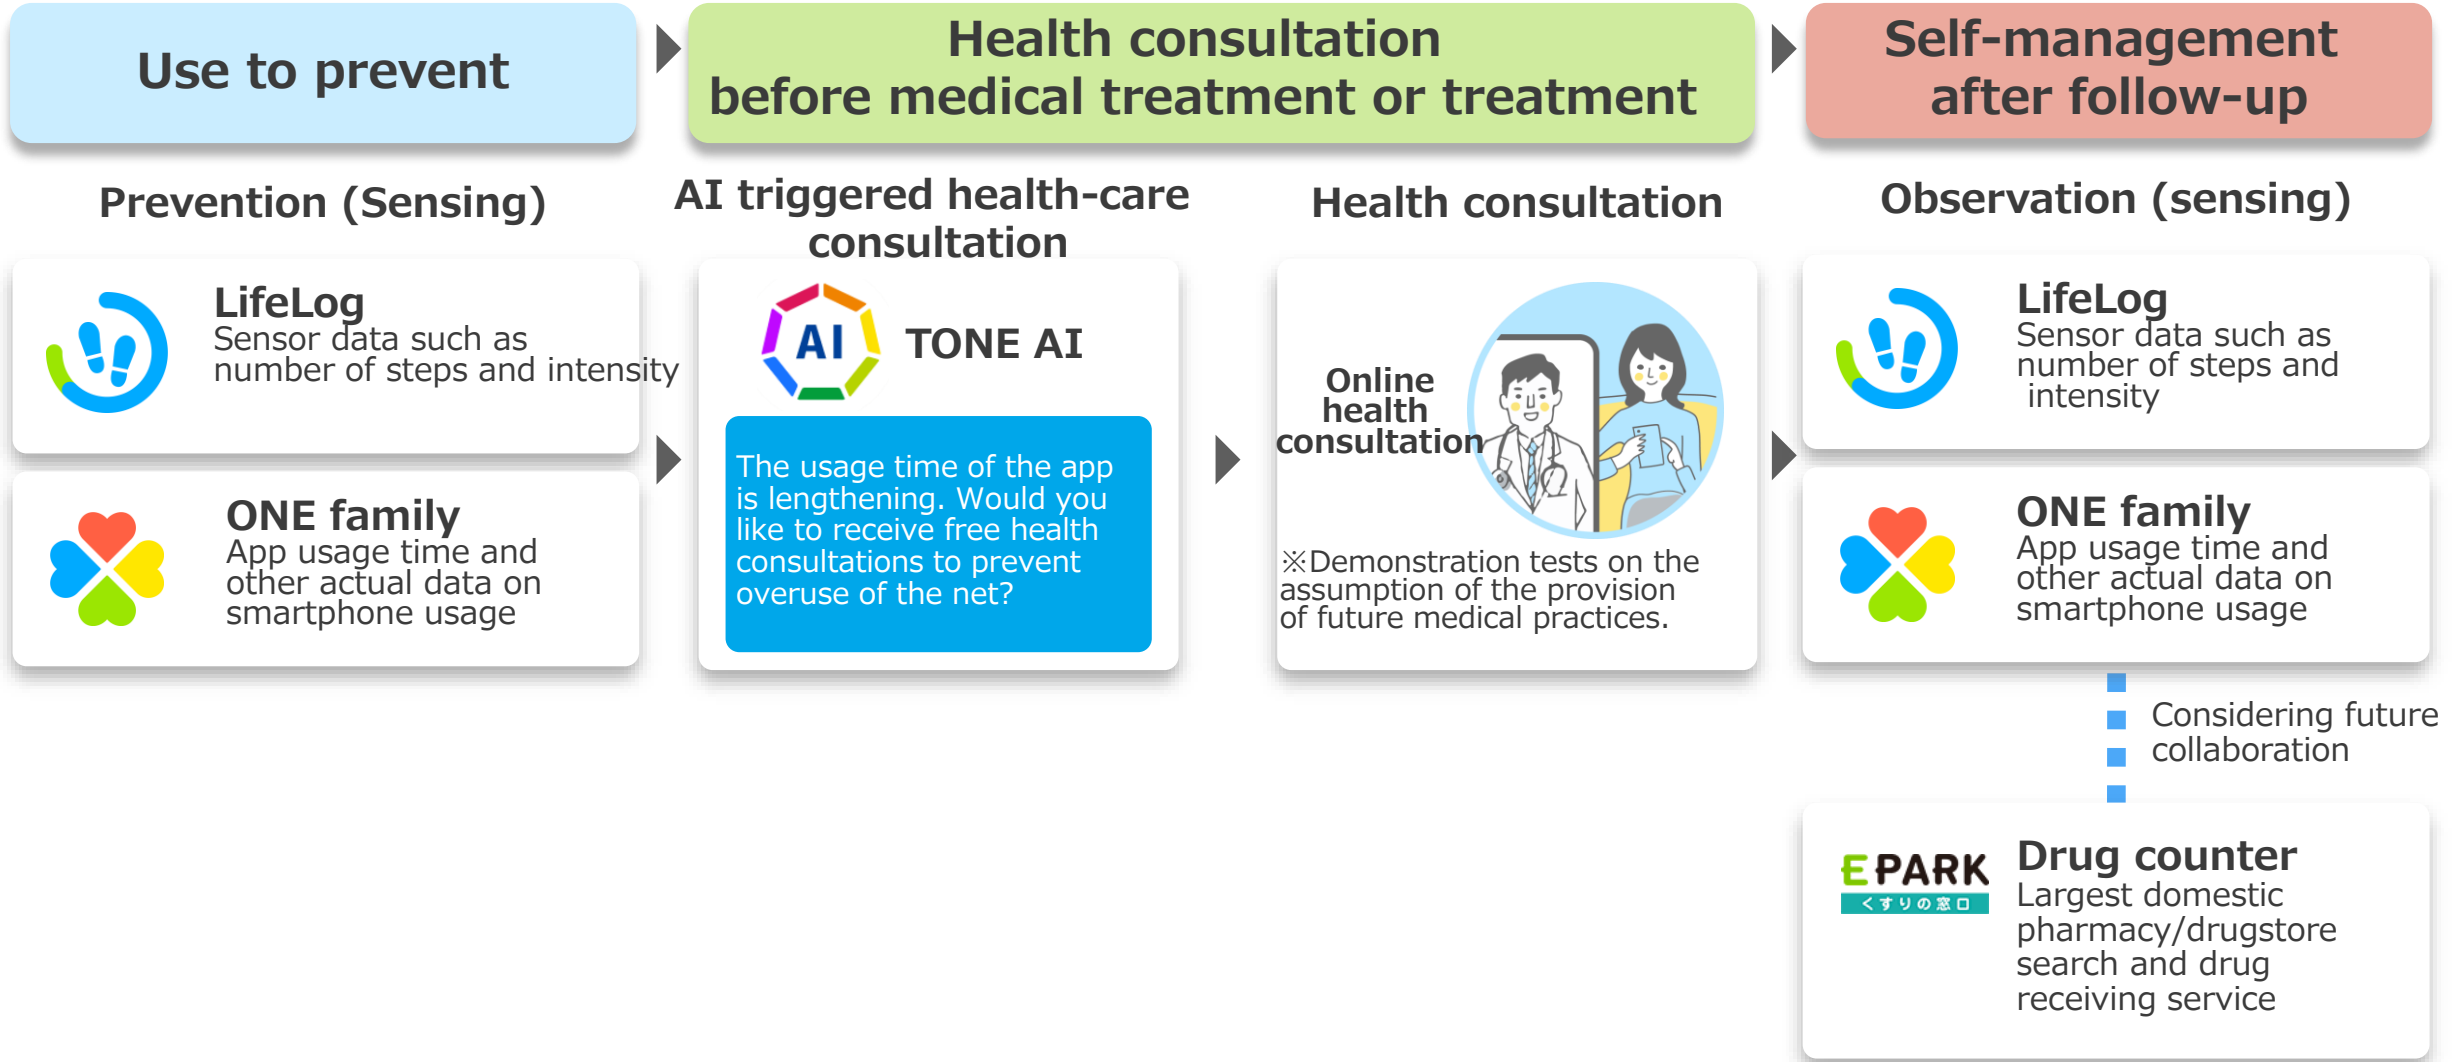 Use to prevent
Health consultation
before medical treatment or treatment
Self-management
after follow-up
Prevention (Sensing)
LifeLog
Sensor data such as
number of steps and intensity
ONE family
App usage time and
other actual data on
smartphone usage
AI triggered health-care
consultation
AI
TONE AI
The usage time of the app
is lengthening. Would you
like to receive free health
consultations to prevent
overuse of the net?
Health consultation
Online
health
consultation
※Demonstration tests on the
assumption of the provision
of future medical practices.
Observation (sensing)
LifeLog
Sensor data such as
number of steps and
intensity
ONE family
App usage time and
other actual data on
smartphone usage
Considering future
collaboration
EPARK
くすりの窓口
Drug counter
Largest domestic
pharmacy/drugstore
search and drug
receiving service